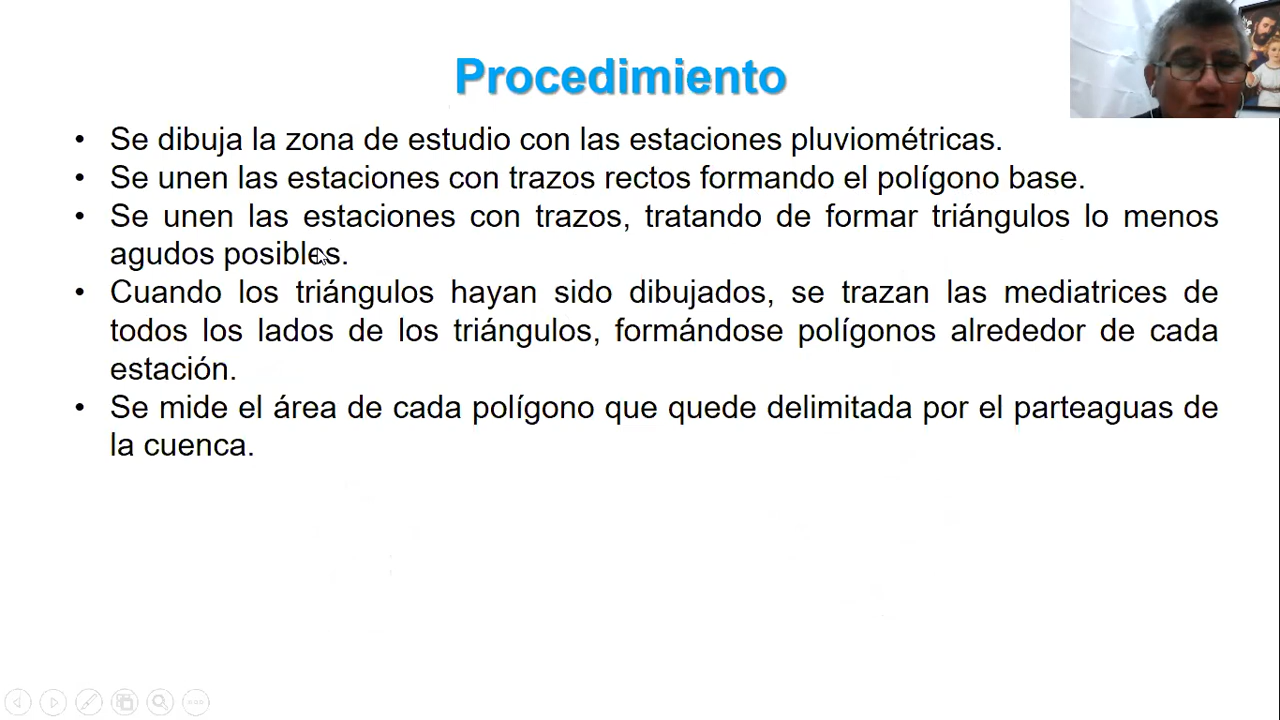 Procedimiento
• Se dibuja la zona de estudio con las estaciones pluviométricas.
• Se unen las estaciones con trazos rectos formando el polígono base.
• Se unen las estaciones con trazos, tratando de formar triángulos lo menos
agudos posibles.
• Cuando los triángulos hayan sido dibujados, se trazan las mediatrices de
todos los lados de los triángulos, formándose polígonos alrededor de cada
estación.
• Se mide el área de cada polígono que quede delimitada por el parteaguas de
la cuenca.